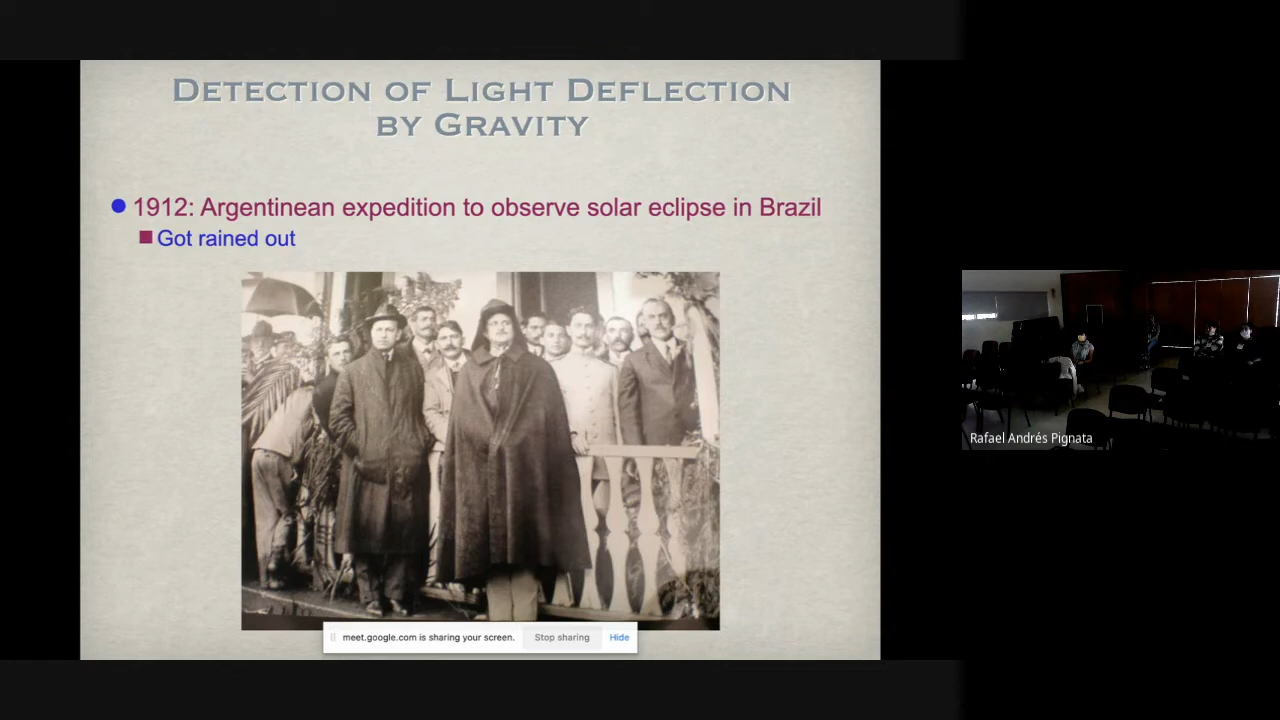 Detection of Light Deflection
by Gravity
1912: Argentinean expedition to observe solar eclipse in Brazil
Got rained out
meet.google.com is sharing your screen. Stop sharing Hide
Rafael Andrés Pignata